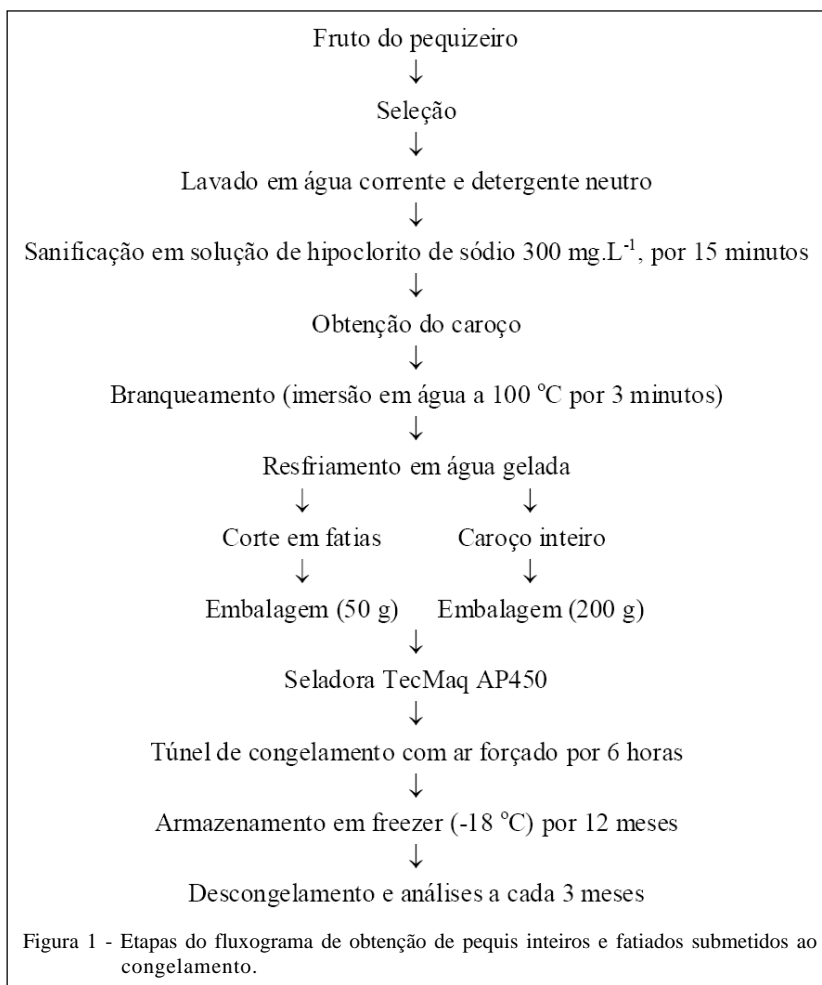 Fruto do pequizeiro
↓
Seleção
↓
Lavado em água corrente e detergente neutro
↓
Sanificação em solução de hipoclorito de sódio 300 mg.L⁻¹, por 15 minutos
↓
Obtenção do caroço
↓
Branqueamento (imersão em água a 100 °C por 3 minutos)
↓
Resfriamento em água gelada
↓ ↓
Corte em fatias Caroço inteiro
↓ ↓
Embalagem (50 g) Embalagem (200 g)
↓
Seladora TecMaq AP450
↓
Túnel de congelamento com ar forçado por 6 horas
↓
Armazenamento em freezer (-18 °C) por 12 meses
↓
Descongelamento e análises a cada 3 meses
Figura 1 - Etapas do fluxograma de obtenção de pequis inteiros e fatiados submetidos ao
congelamento.